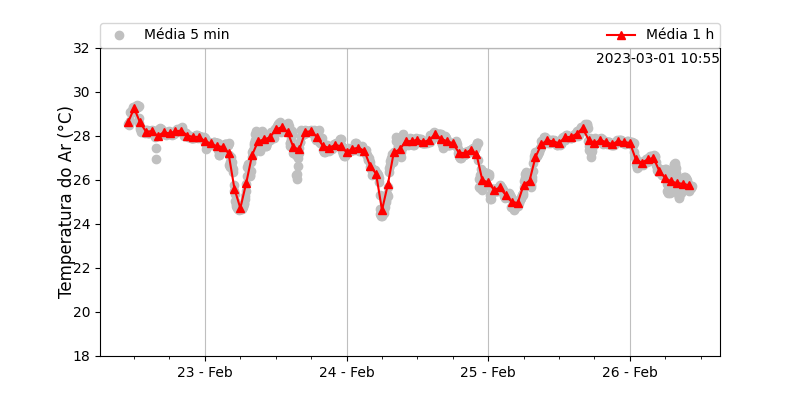 Média 5 min
Média 1 h
2023-03-01 10:55
Temperatura do Ar (°C)
32
30
28
26
24
22
20
18
23 - Feb
24 - Feb
25 - Feb
26 - Feb